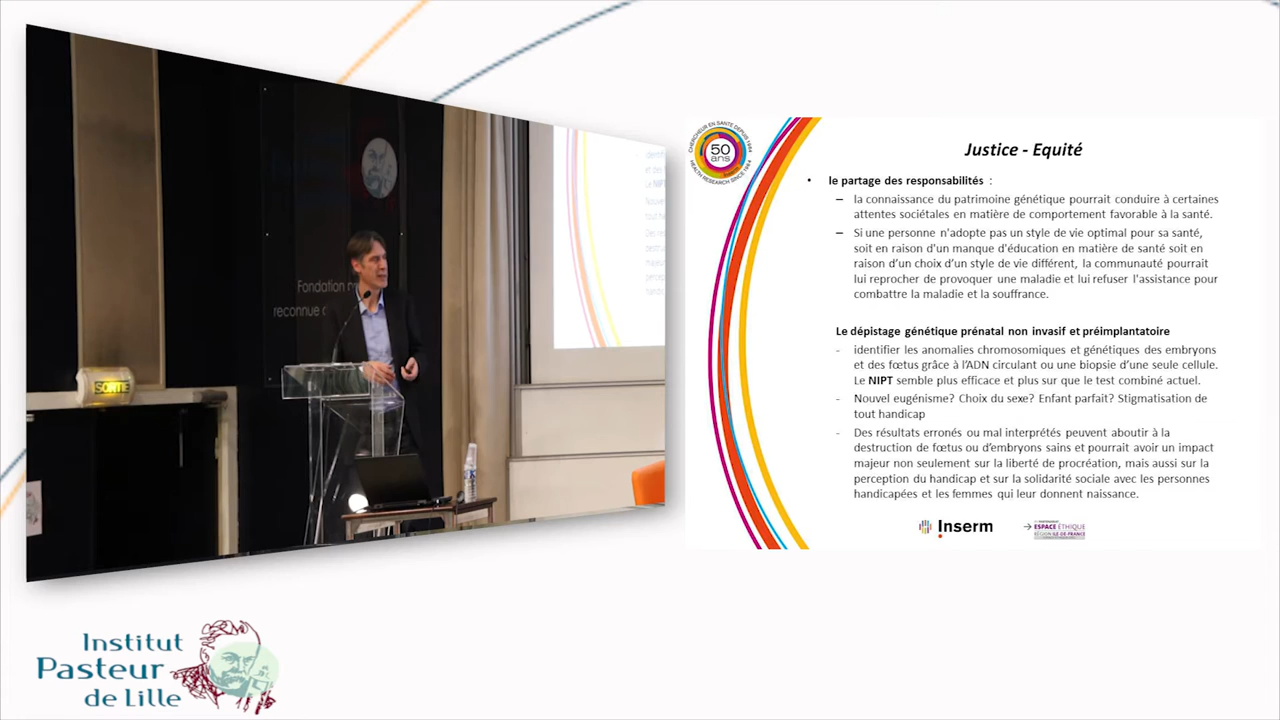 Fondation
reconnue
SORTIE
CHERCHEUR EN SANTÉ DEPUIS 1964
50
ans
HEALTH RESEARCH SINCE 1964
Justice - Equité
• le partage des responsabilités :
– la connaissance du patrimoine génétique pourrait conduire à certaines
attentes sociétales en matière de comportement favorable à la santé.
– Si une personne n'adopte pas un style de vie optimal pour sa santé,
soit en raison d'un manque d'éducation en matière de santé soit en
raison d'un choix d'un style de vie différent, la communauté pourrait
lui reprocher de provoquer une maladie et lui refuser l'assistance pour
combattre la maladie et la souffrance.
Le dépistage génétique prénatal non invasif et préimplantatoire
- identifier les anomalies chromosomiques et génétiques des embryons
et des fœtus grâce à l'ADN circulant ou une biopsie d'une seule cellule.
Le NIPT semble plus efficace et plus sur que le test combiné actuel.
- Nouvel eugénisme? Choix du sexe? Enfant parfait? Stigmatisation de
tout handicap
- Des résultats erronés ou mal interprétés peuvent aboutir à la
destruction de fœtus ou d'embryons sains et pourrait avoir un impact
majeur non seulement sur la liberté de procréation, mais aussi sur la
perception du handicap et sur la solidarité sociale avec les personnes
handicapées et les femmes qui leur donnent naissance.
Inserm
ESPACE ÉTHIQUE
RÉGION ILE DE FRANCE
Institut
Pasteur
de Lille